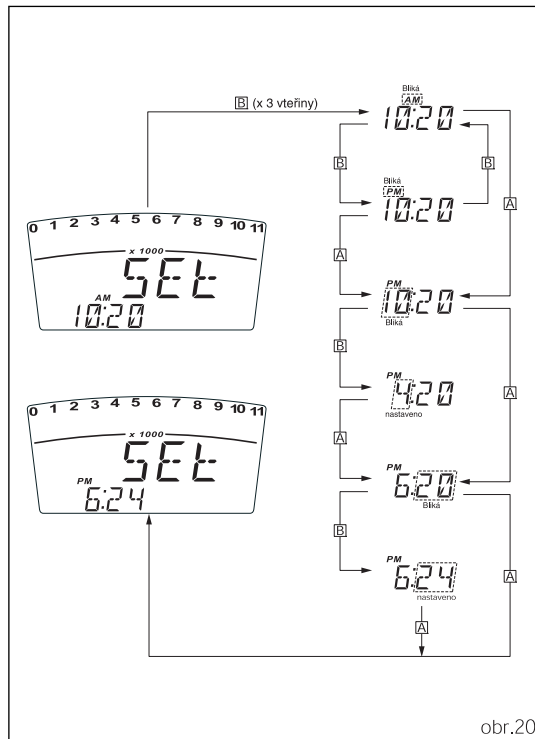 B (x 3 vteřiny)
Bliká
AM
10:20
B
B
Bliká
PM
10:20
A
A
0 1 2 3 4 5 6 7 8 9 10 11
x 1000
SEt
AM
10:20
PM
10:20
Bliká
B
PM
4:20
nastaveno
A
A
0 1 2 3 4 5 6 7 8 9 10 11
x 1000
SEt
PM
6:24
PM
6:20
Bliká
B
PM
6:24
nastaveno
A
A
obr.20